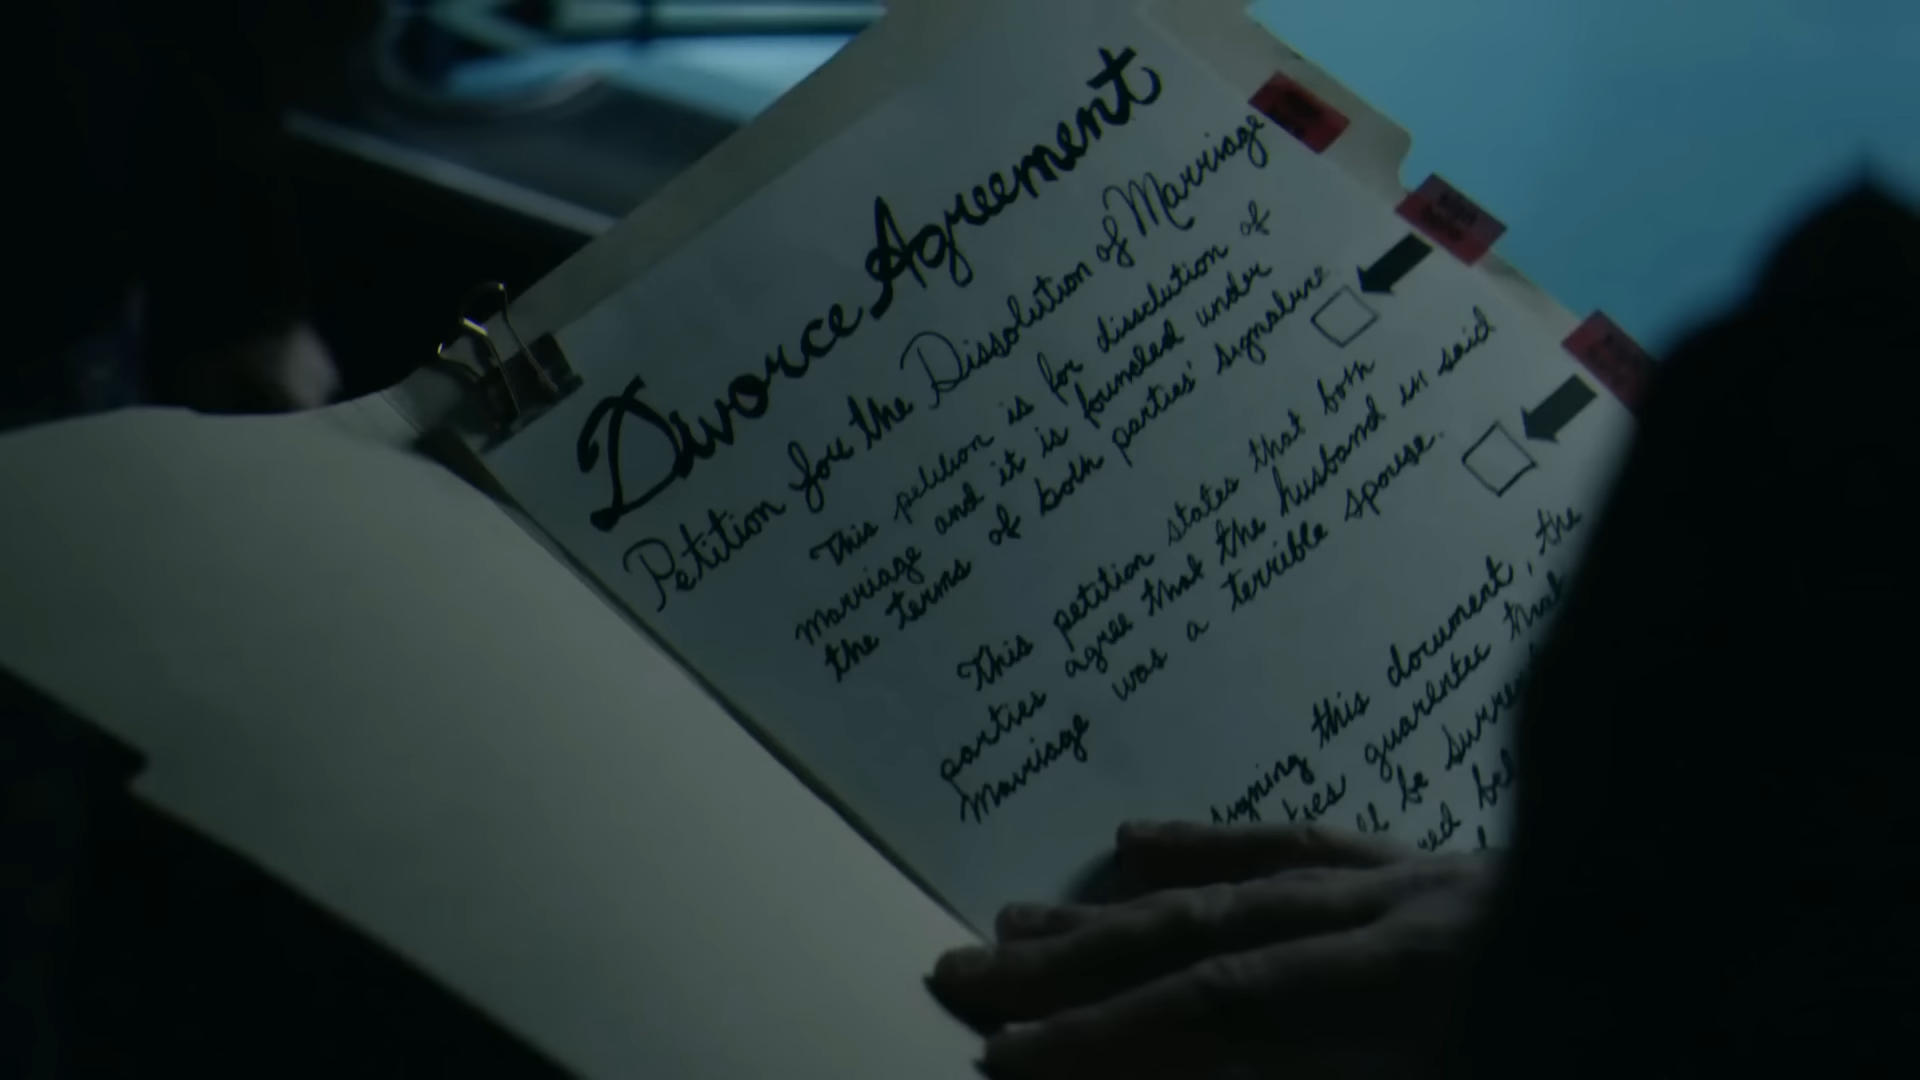 Divorce Agreement
Petition for the Dissolution of Marriage
This petition is for dissolution of
marriage and it is founded under
the terms of both parties' signature
This petition states that both
parties agree that the husband in said
Marriage was a terrible spouse.
signing this document, the
guarentee that
be